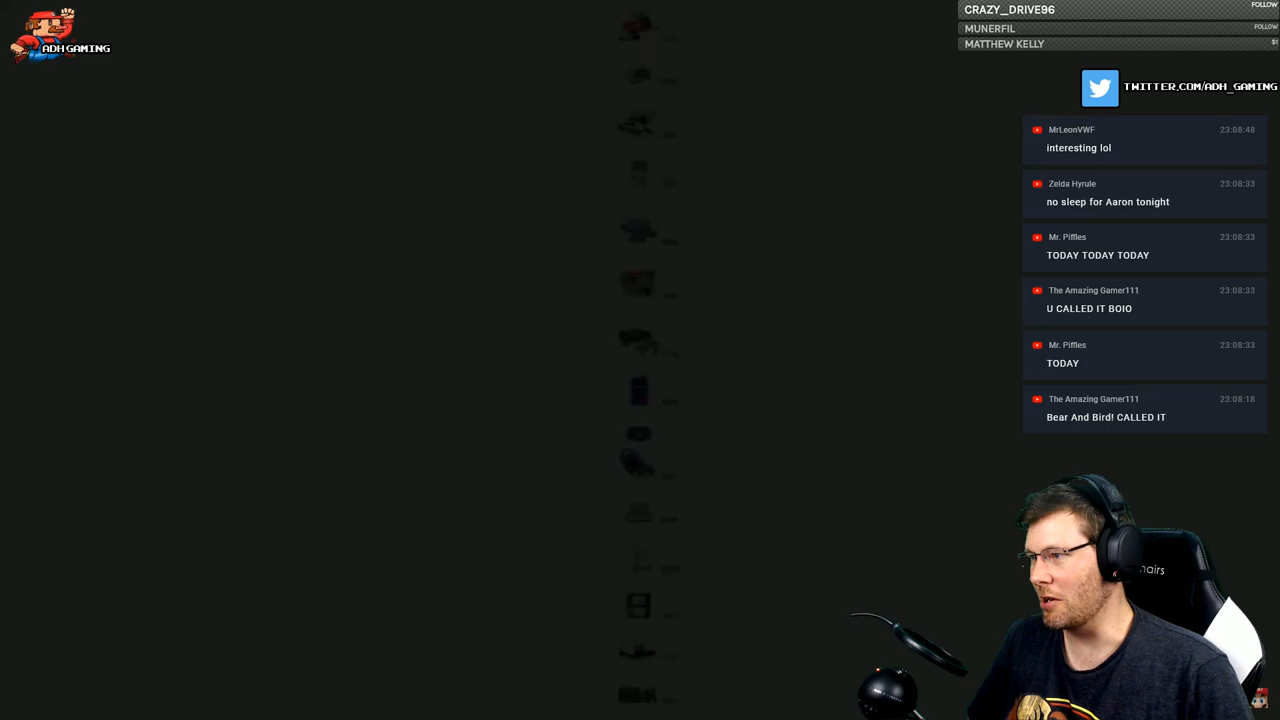 ADH GAMING
CRAZY_DRIVE96 FOLLOW
MUNERFIL FOLLOW
MATTHEW KELLY
TWITTER.COM/ADH_GAMING
MrLeonVWF 23:08:48
interesting lol
Zelda Hyrule 23:08:33
no sleep for Aaron tonight
Mr. Piffles 23:08:33
TODAY TODAY TODAY
The Amazing Gamer111 23:08:33
U CALLED IT BOIO
Mr. Piffles 23:08:33
TODAY
The Amazing Gamer111 23:08:18
Bear And Bird! CALLED IT
hairs